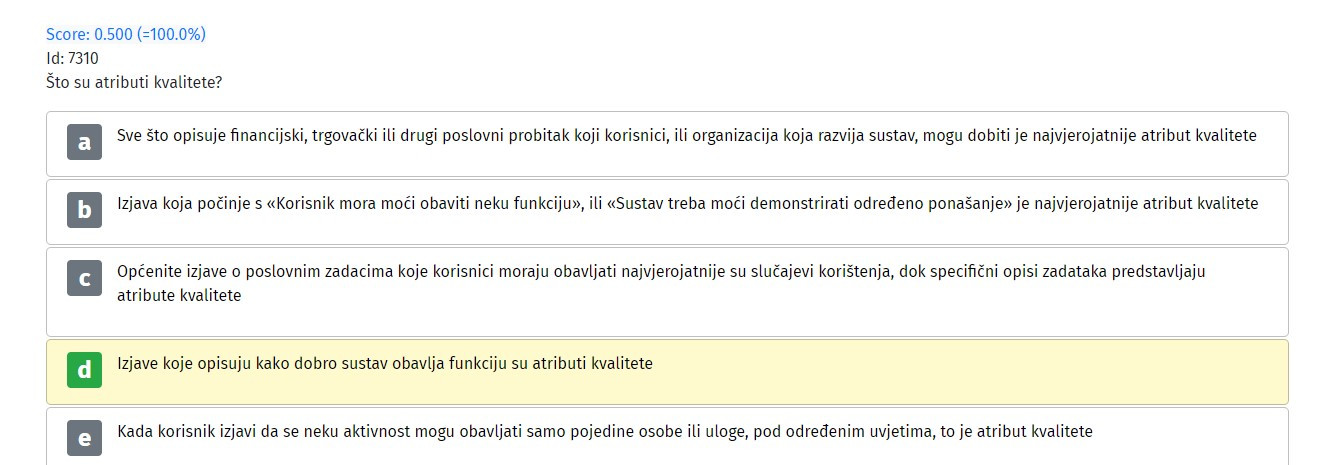 Score: 0.500 (=100.0%)
Id: 7310
Što su atributi kvalitete?
a Sve što opisuje financijski, trgovački ili drugi poslovni probitak koji korisnici, ili organizacija koja razvija sustav, mogu dobiti je najvjerojatnije atribut kvalitete
b Izjava koja počinje s «Korisnik mora moći obaviti neku funkciju», ili «Sustav treba moći demonstrirati određeno ponašanje» je najvjerojatnije atribut kvalitete
c Općenite izjave o poslovnim zadacima koje korisnici moraju obavljati najvjerojatnije su slučajevi korištenja, dok specifični opisi zadataka predstavljaju
atribute kvalitete
d Izjave koje opisuju kako dobro sustav obavlja funkciju su atributi kvalitete
e Kada korisnik izjavi da se neku aktivnost mogu obavljati samo pojedine osobe ili uloge, pod određenim uvjetima, to je atribut kvalitete